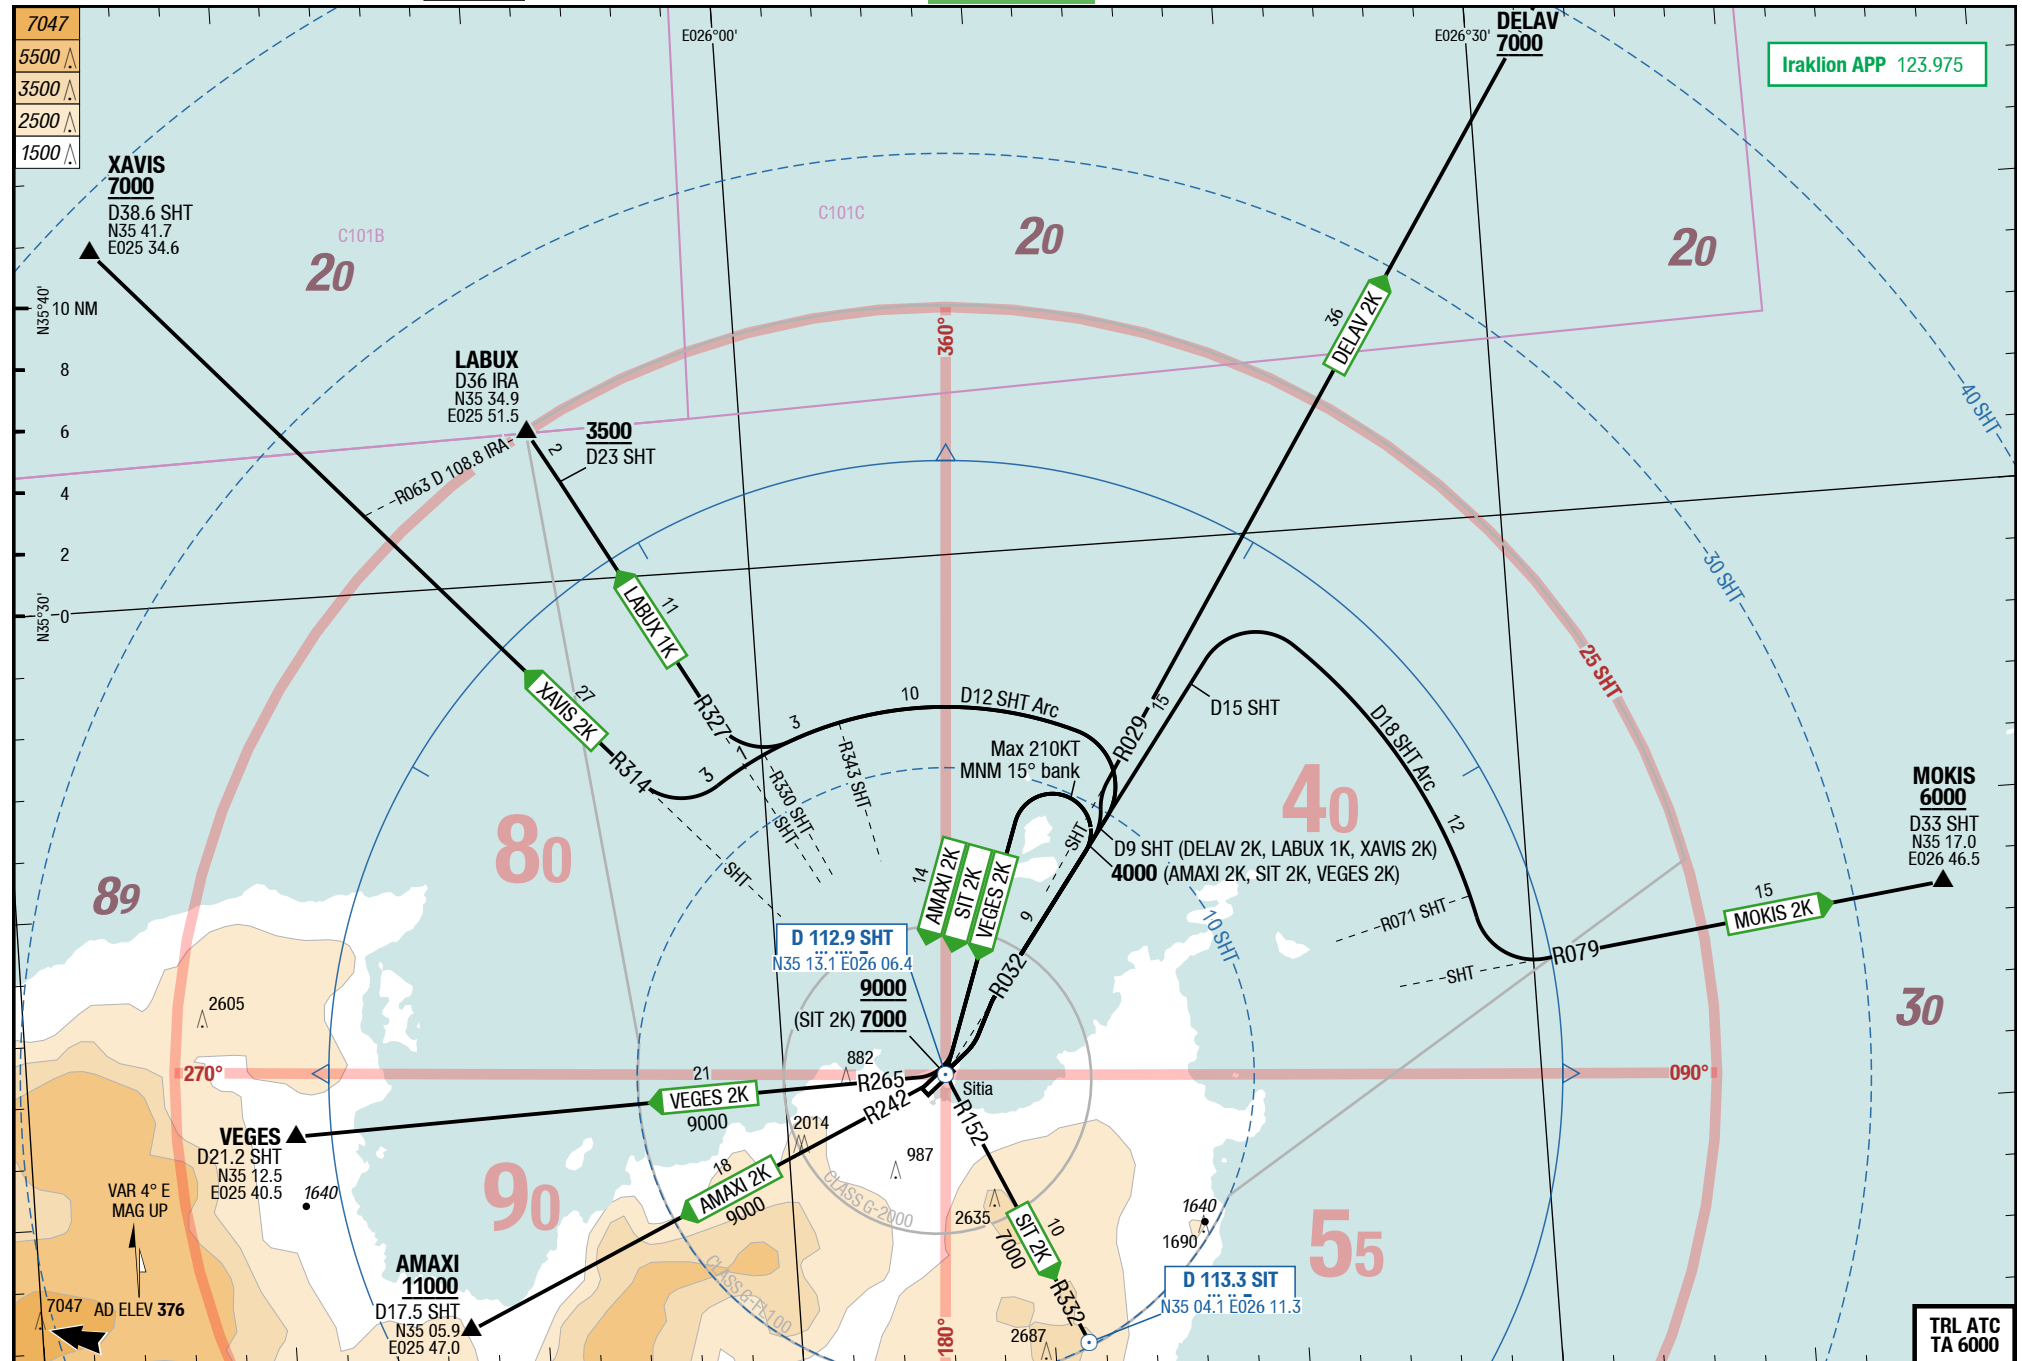 7047
5500
3500
2500
1500
E026°00'
E026°30'
DELAV
7000
Iraklion APP 123.975
XAVIS
7000
D38.6 SHT
N35 41.7
E025 34.6
C101B
C101C
20
20
20
N35°40'
10 NM
8
6
4
2
0
N35°30'
360°
36
DELAV 2K
LABUX
D36 IRA
N35 34.9
E025 51.5
R063 D 108.8 IRA
2
3500
D23 SHT
40 SHT
30 SHT
25 SHT
11
LABUX 1K
27
XAVIS 2K
R327
R314
3
3
1
10
D12 SHT Arc
R343 SHT
R330 SHT
SHT
SHT
Max 210KT
MNM 15° bank
R029
15
D15 SHT
D18 SHT Arc
12
SHT
D9 SHT (DELAV 2K, LABUX 1K, XAVIS 2K)
4000 (AMAXI 2K, SIT 2K, VEGES 2K)
80
40
89
30
MOKIS
6000
D33 SHT
N35 17.0
E026 46.5
15
MOKIS 2K
R071 SHT
R079
SHT
10 SHT
14
AMAXI 2K
SIT 2K
VEGES 2K
9
R032
D 112.9 SHT
N35 13.1 E026 06.4
9000
(SIT 2K) 7000
2605
882
270°
090°
21
VEGES 2K
9000
R265
R242
Sitia
R152
VEGES
D21.2 SHT
N35 12.5
E025 40.5
1640
2014
987
18
AMAXI 2K
9000
CLASS G-2000
CLASS G-FL100
90
55
2635
SIT 2K
10
7000
1640
1690
R332
D 113.3 SIT
N35 04.1 E026 11.3
2687
180°
VAR 4° E
MAG UP
AMAXI
11000
D17.5 SHT
N35 05.9
E025 47.0
7047
AD ELEV 376
TRL ATC
TA 6000